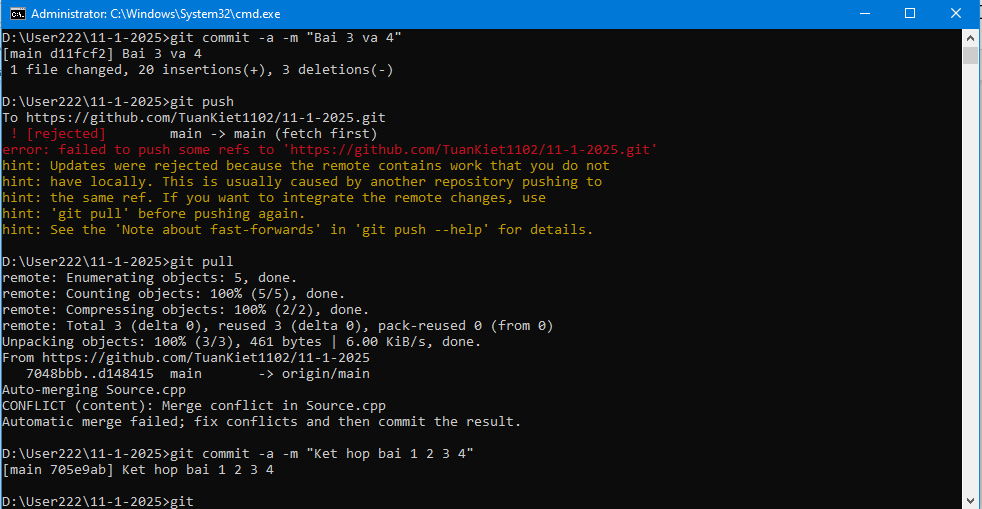 Administrator: C:\Windows\System32\cmd.exe
D:\User222\11-1-2025>git commit -a -m "Bai 3 va 4"
[main d11fcf2] Bai 3 va 4
 1 file changed, 20 insertions(+), 3 deletions(-)
D:\User222\11-1-2025>git push
To https://github.com/TuanKiet1102/11-1-2025.git
 ! [rejected]        main -> main (fetch first)
error: failed to push some refs to 'https://github.com/TuanKiet1102/11-1-2025.git'
hint: Updates were rejected because the remote contains work that you do not
hint: have locally. This is usually caused by another repository pushing to
hint: the same ref. If you want to integrate the remote changes, use
hint: 'git pull' before pushing again.
hint: See the 'Note about fast-forwards' in 'git push --help' for details.
D:\User222\11-1-2025>git pull
remote: Enumerating objects: 5, done.
remote: Counting objects: 100% (5/5), done.
remote: Compressing objects: 100% (2/2), done.
remote: Total 3 (delta 0), reused 3 (delta 0), pack-reused 0 (from 0)
Unpacking objects: 100% (3/3), 461 bytes | 6.00 KiB/s, done.
From https://github.com/TuanKiet1102/11-1-2025
   7048bbb..d148415  main       -> origin/main
Auto-merging Source.cpp
CONFLICT (content): Merge conflict in Source.cpp
Automatic merge failed; fix conflicts and then commit the result.
D:\User222\11-1-2025>git commit -a -m "Ket hop bai 1 2 3 4"
[main 705e9ab] Ket hop bai 1 2 3 4
D:\User222\11-1-2025>git